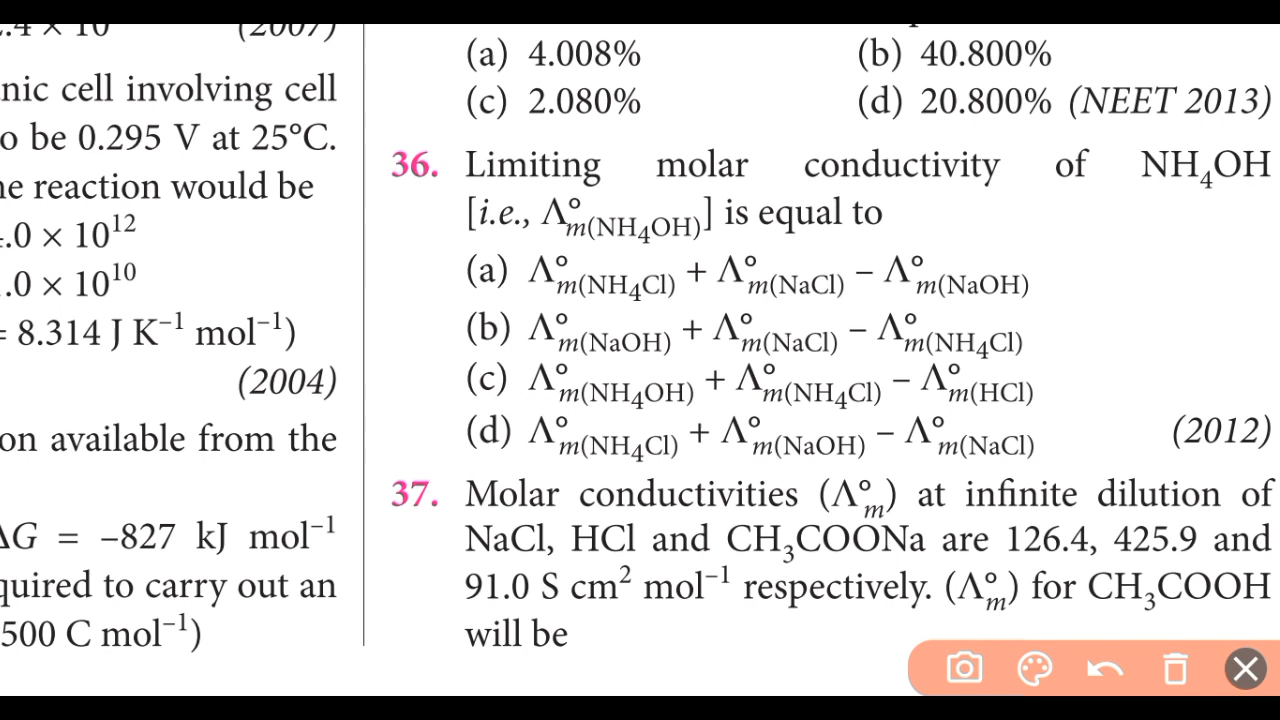 (2007)
nic cell involving cell
o be 0.295 V at 25°C.
ne reaction would be
.0 × 10¹²
.0 × 10¹⁰
= 8.314 J K⁻¹ mol⁻¹)
(2004)
on available from the
ΔG = –827 kJ mol⁻¹
quired to carry out an
500 C mol⁻¹)
(a) 4.008% (b) 40.800%
(c) 2.080% (d) 20.800% (NEET 2013)
36. Limiting molar conductivity of NH₄OH
[i.e., Λ°m(NH₄OH)] is equal to
(a) Λ°m(NH₄Cl) + Λ°m(NaCl) – Λ°m(NaOH)
(b) Λ°m(NaOH) + Λ°m(NaCl) – Λ°m(NH₄Cl)
(c) Λ°m(NH₄OH) + Λ°m(NH₄Cl) – Λ°m(HCl)
(d) Λ°m(NH₄Cl) + Λ°m(NaOH) – Λ°m(NaCl) (2012)
37. Molar conductivities (Λ°m) at infinite dilution of
NaCl, HCl and CH₃COONa are 126.4, 425.9 and
91.0 S cm² mol⁻¹ respectively. (Λ°m) for CH₃COOH
will be